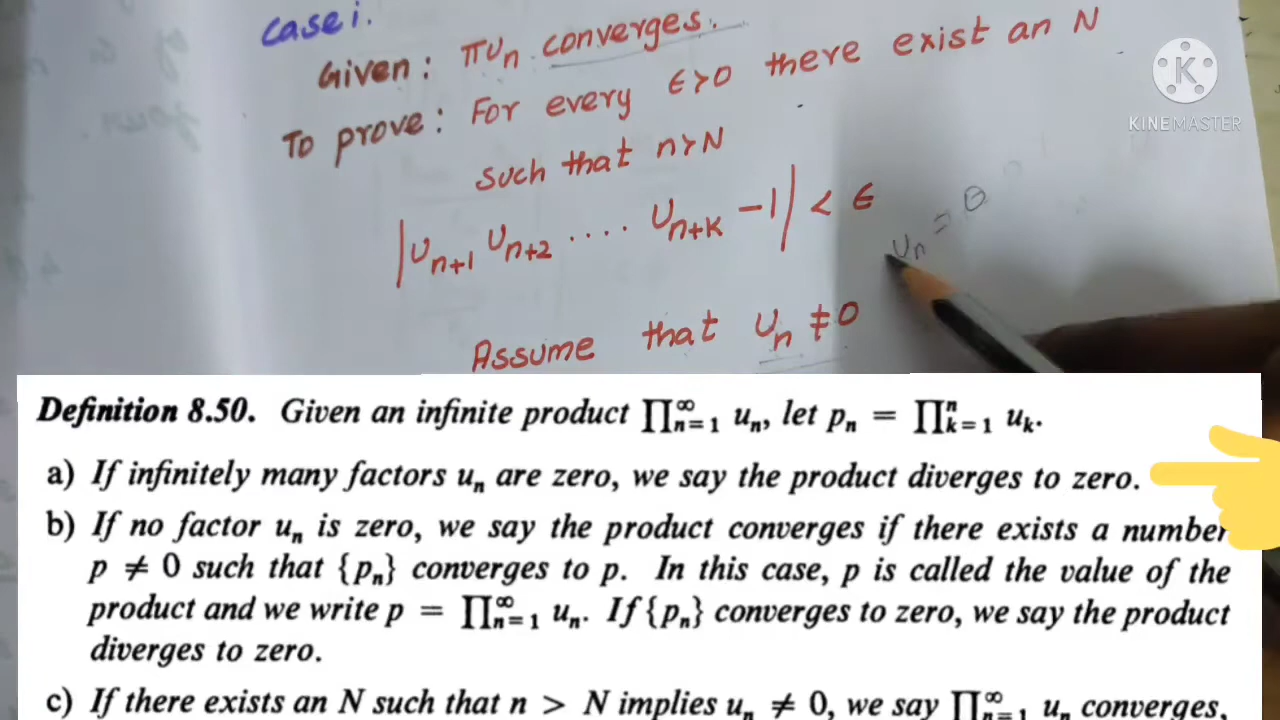 Case i.
Given: πUn converges.
To prove: For every ϵ>0 there exist an N
such that n>N
|Un+1 Un+2 .... Un+K -1| < ϵ
Un = 0
Assume that Un ≠ 0
KINEMASTER
Definition 8.50. Given an infinite product ∏∞n=1 un, let pn = ∏nk=1 uk.
a) If infinitely many factors un are zero, we say the product diverges to zero.
b) If no factor un is zero, we say the product converges if there exists a number
p ≠ 0 such that {pn} converges to p. In this case, p is called the value of the
product and we write p = ∏∞n=1 un. If {pn} converges to zero, we say the product
diverges to zero.
c) If there exists an N such that n > N implies un ≠ 0, we say ∏∞n=1 un converges,